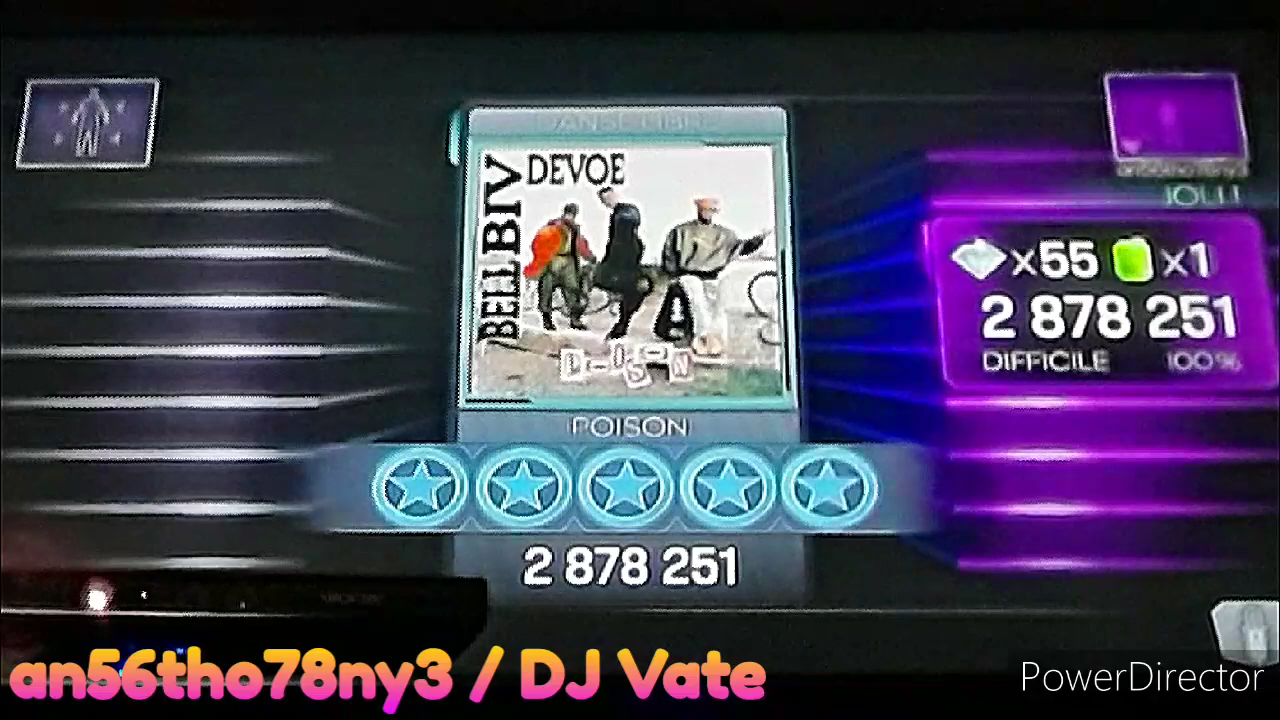 DEVOE
BELL BIV
POISON
2 878 251
x55 x1
2 878 251
DIFFICILE 100%
an56tho78ny3 / DJ Vate
PowerDirector